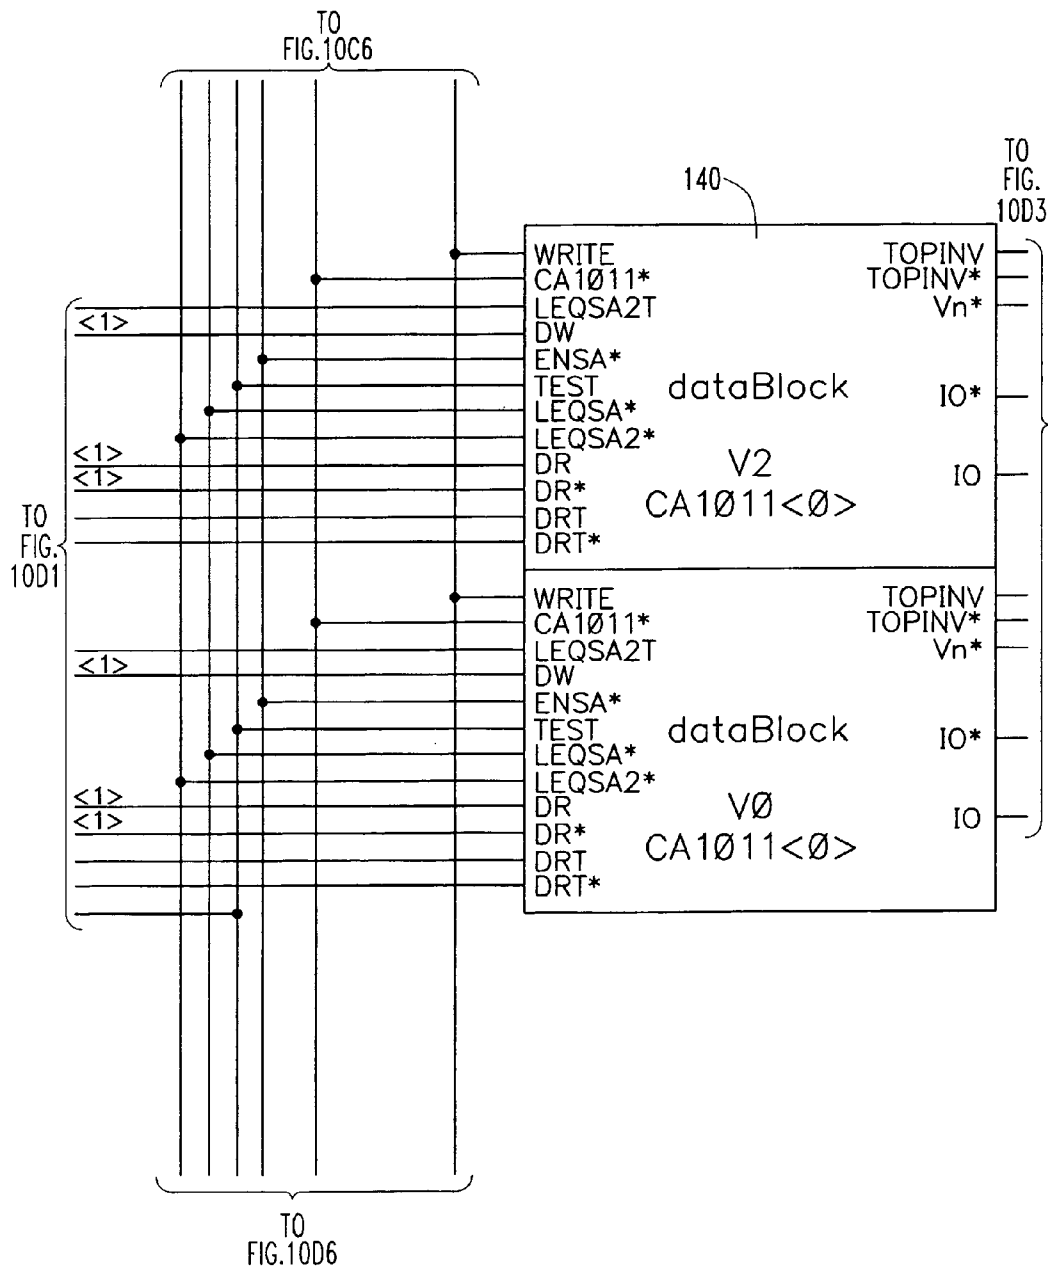 TO
FIG.10C6
140
TO
FIG.
10D3
WRITE
CA1Ø11*
LEQSA2T
<1>
DW
ENSA*
TEST
LEQSA*
LEQSA2*
<1>
DR
<1>
DR*
DRT
DRT*
dataBlock
V2
CA1Ø11<Ø>
TOPINV
TOPINV*
Vn*
IO*
IO
TO
FIG.
10D1
WRITE
CA1Ø11*
LEQSA2T
<1>
DW
ENSA*
TEST
LEQSA*
LEQSA2*
<1>
DR
<1>
DR*
DRT
DRT*
dataBlock
VØ
CA1Ø11<Ø>
TOPINV
TOPINV*
Vn*
IO*
IO
TO
FIG.10D6